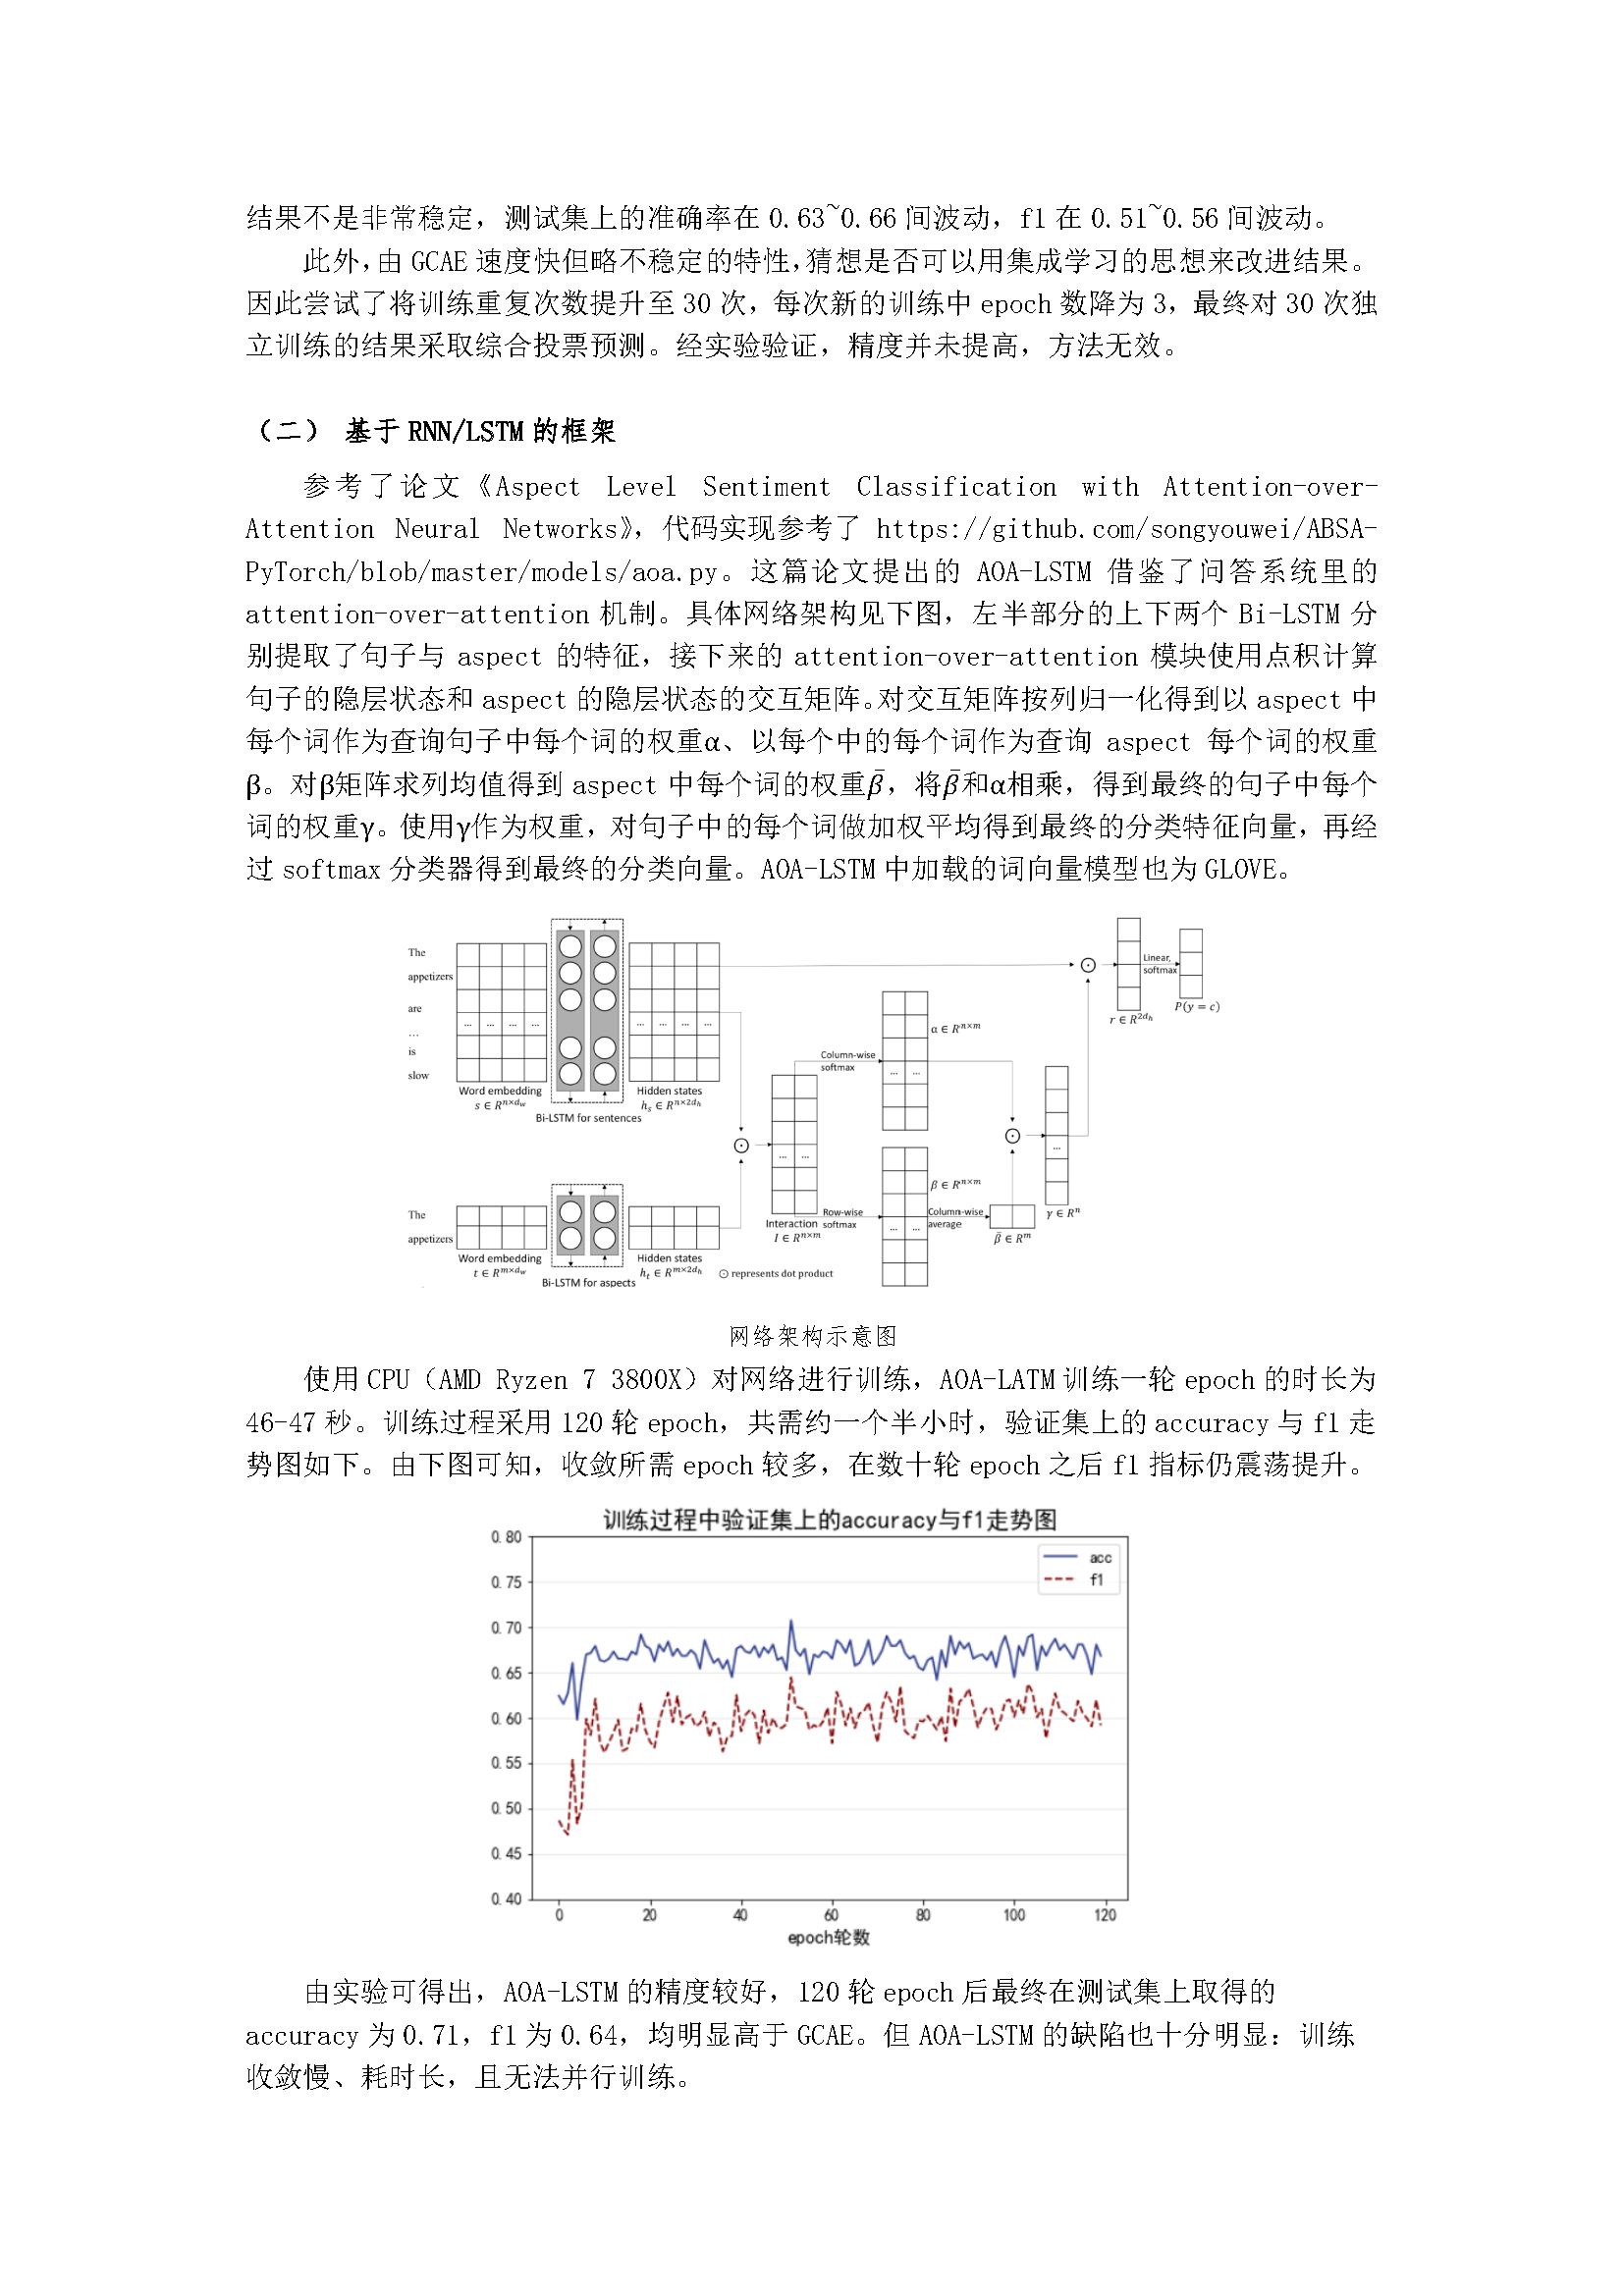 结果不是非常稳定，测试集上的准确率在 0.63~0.66 间波动，f1 在 0.51~0.56 间波动。
此外，由 GCAE 速度快但略不稳定的特性，猜想是否可以用集成学习的思想来改进结果。
因此尝试了将训练重复次数提升至 30 次，每次新的训练中 epoch 数降为 3，最终对 30 次独
立训练的结果采取综合投票预测。经实验验证，精度并未提高，方法无效。
（二） 基于 RNN/LSTM 的框架
参考了论文《Aspect Level Sentiment Classification with Attention-over-
Attention Neural Networks》，代码实现参考了 https://github.com/songyouwei/ABSA-
PyTorch/blob/master/models/aoa.py。这篇论文提出的 AOA-LSTM 借鉴了问答系统里的
attention-over-attention 机制。具体网络架构见下图，左半部分的上下两个 Bi-LSTM 分
别提取了句子与 aspect 的特征，接下来的 attention-over-attention 模块使用点积计算
句子的隐层状态和 aspect 的隐层状态的交互矩阵。对交互矩阵按列归一化得到以 aspect 中
每个词作为查询句子中每个词的权重α、以每个中的每个词作为查询 aspect 每个词的权重
β。对β矩阵求列均值得到 aspect 中每个词的权重β̄，将β̄和α相乘，得到最终的句子中每个
词的权重γ。使用γ作为权重，对句子中的每个词做加权平均得到最终的分类特征向量，再经
过 softmax 分类器得到最终的分类向量。AOA-LSTM 中加载的词向量模型也为 GLOVE。
The
appetizers
are
...
is
slow
... ... ... ...
Word embedding
s ∈ R^{n×d_w}
Bi-LSTM for sentences
... ... ... ...
Hidden states
h_s ∈ R^{n×2d_h}
The
appetizers
Word embedding
t ∈ R^{m×d_w}
Bi-LSTM for aspects
Hidden states
h_t ∈ R^{m×2d_h}
⊙ represents dot product
... ...
Interaction
I ∈ R^{n×m}
Column-wise
softmax
... ...
α ∈ R^{n×m}
Row-wise
softmax
... ...
β ∈ R^{n×m}
Column-wise
average
β̄ ∈ R^m
...
γ ∈ R^n
r ∈ R^{2d_h}
Linear,
softmax
P(y = c)
网络架构示意图
使用 CPU（AMD Ryzen 7 3800X）对网络进行训练，AOA-LATM 训练一轮 epoch 的时长为
46-47 秒。训练过程采用 120 轮 epoch，共需约一个半小时，验证集上的 accuracy 与 f1 走
势图如下。由下图可知，收敛所需 epoch 较多，在数十轮 epoch 之后 f1 指标仍震荡提升。
训练过程中验证集上的accuracy与f1走势图
acc
f1
0.80
0.75
0.70
0.65
0.60
0.55
0.50
0.45
0.40
0 20 40 60 80 100 120
epoch轮数
由实验可得出，AOA-LSTM 的精度较好，120 轮 epoch 后最终在测试集上取得的
accuracy 为 0.71，f1 为 0.64，均明显高于 GCAE。但 AOA-LSTM 的缺陷也十分明显：训练
收敛慢、耗时长，且无法并行训练。